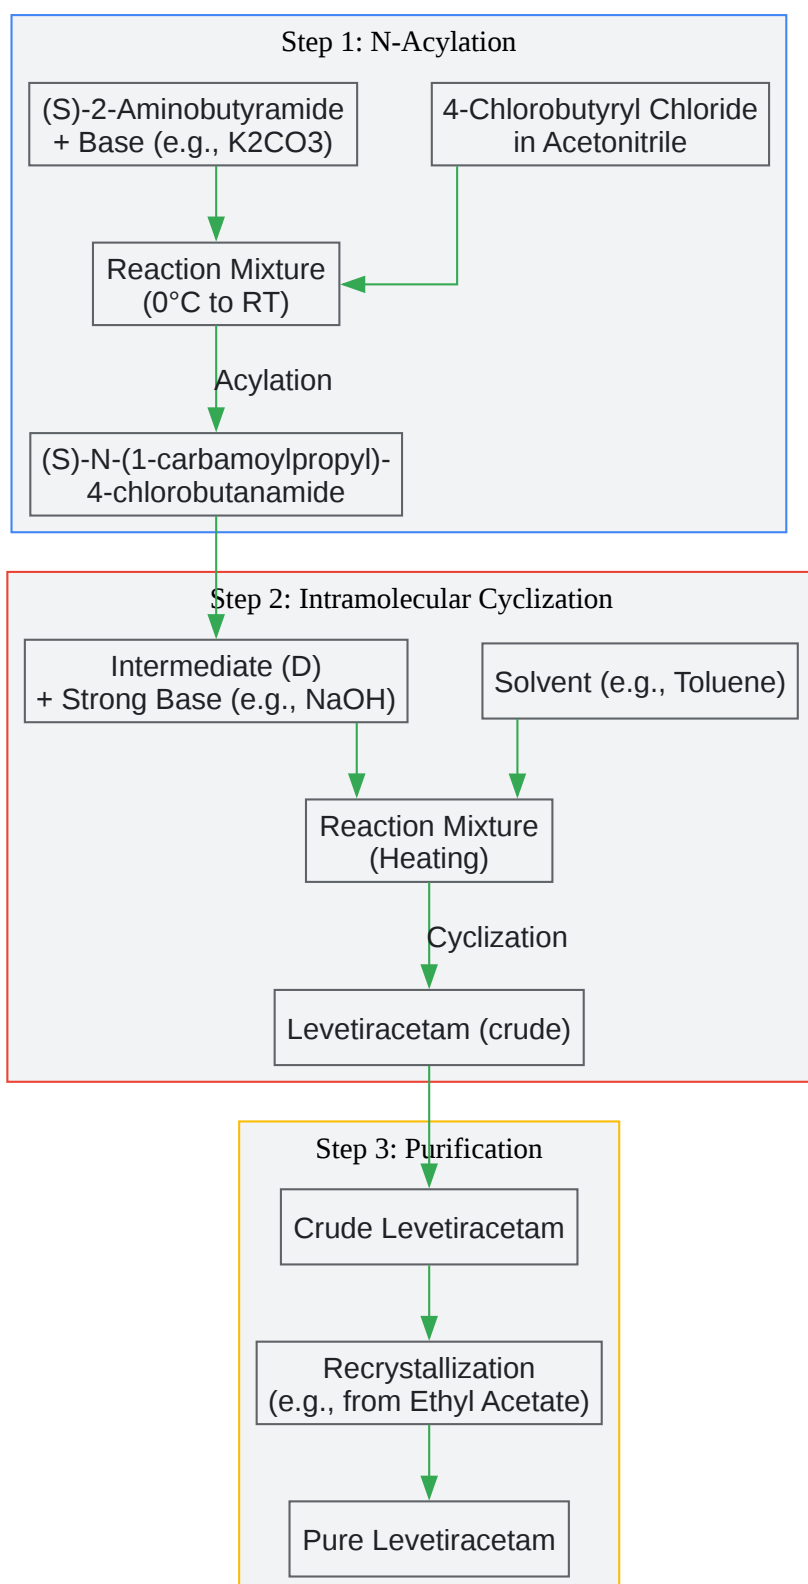 Step 1: N-Acylation
(S)-2-Aminobutyramide
+ Base (e.g., K2CO3)
4-Chlorobutyryl Chloride
in Acetonitrile
Reaction Mixture
(0°C to RT)
Acylation
(S)-N-(1-carbamoylpropyl)-
4-chlorobutanamide
Step 2: Intramolecular Cyclization
Intermediate (D)
+ Strong Base (e.g., NaOH)
Solvent (e.g., Toluene)
Reaction Mixture
(Heating)
Cyclization
Levetiracetam (crude)
Step 3: Purification
Crude Levetiracetam
Recrystallization
(e.g., from Ethyl Acetate)
Pure Levetiracetam